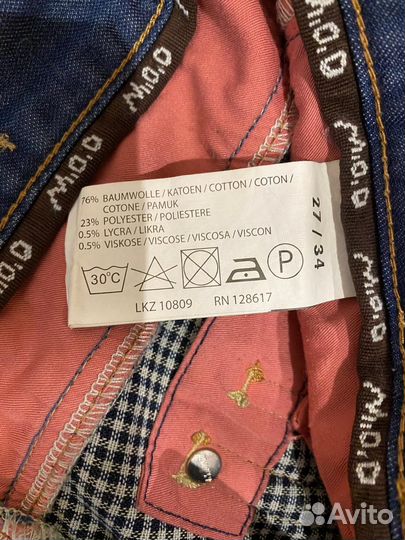 M.O.D
M.O.D
M.O.D
M.O.D
76% BAUMWOLLE / KATOEN / COTTON / COTON /
COTONE / PAMUK
23% POLYESTER / POLIESTERE
0.5% LYCRA / LIKRA
0.5% VISKOSE / VISCOSE / VISCOSA / VISCON
30°C
P
LKZ 10809 RN 128617
27 / 34
M.O.D
M.O.D
M.O.D
M.O.D
M.O.D
Avito